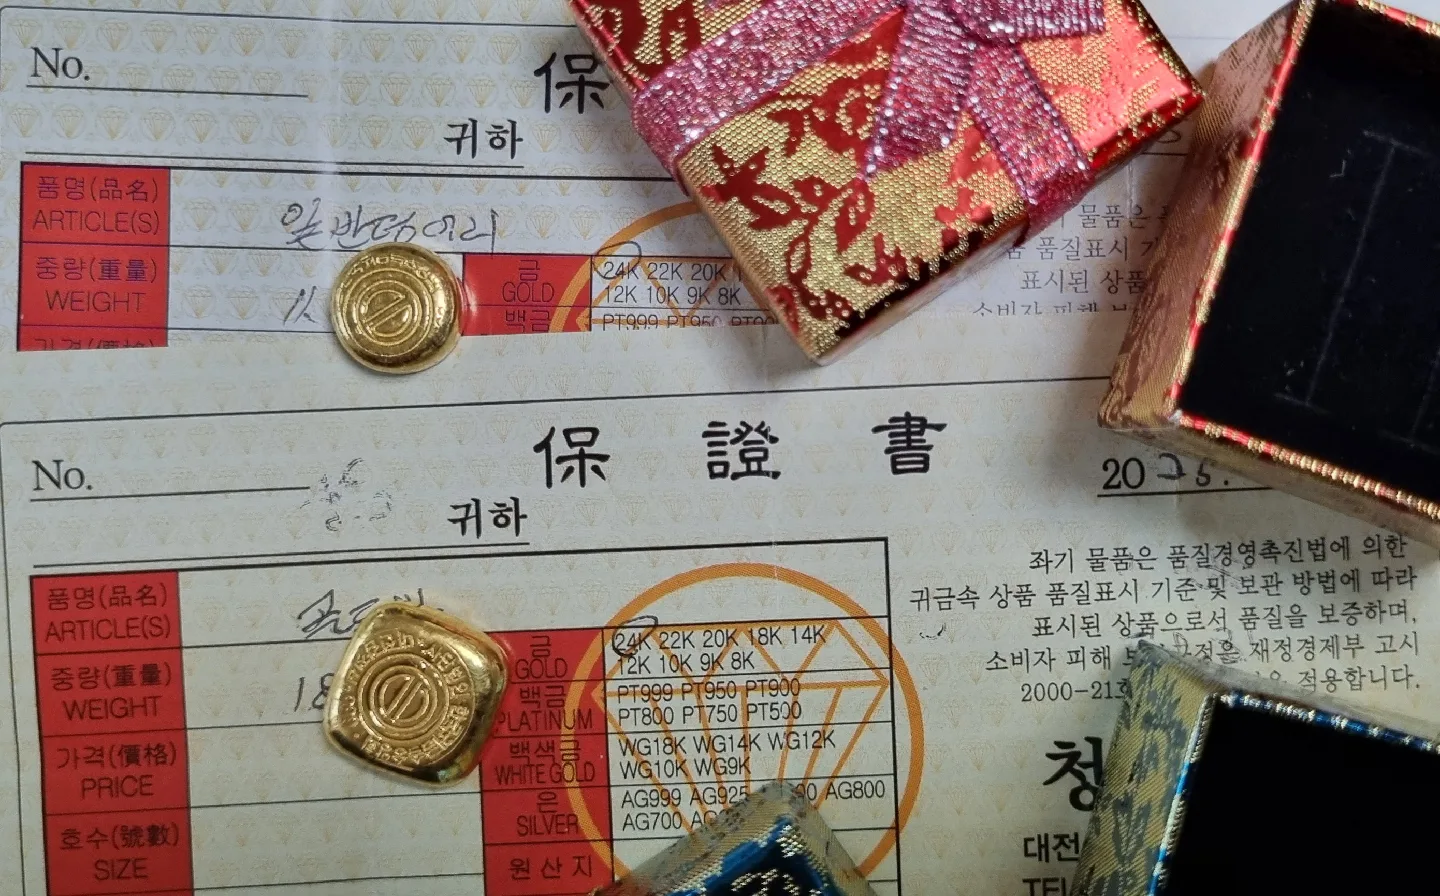 No.
保
귀하
품명(品名)
ARTICLE(S)
중량(重量)
WEIGHT
가격(價格)
금
GOLD
24K 22K 20K
12K 10K 9K 8K
백금
PT999 PT950
물품은
품질표시
표시된 상품
소비자 피해
保 證 書
No.
귀하
2025.
품명(品名)
ARTICLE(S)
중량(重量)
WEIGHT
18
가격(價格)
PRICE
호수(號數)
SIZE
금
GOLD
24K 22K 20K 18K 14K
12K 10K 9K 8K
백금
PLATINUM
PT999 PT950 PT900
PT800 PT750 PT500
백색금
WHITE GOLD
WG18K WG14K WG12K
WG10K WG9K
은
SILVER
AG999 AG925 AG800
AG700
원산지
좌기 물품은 품질경영촉진법에 의한
귀금속 상품 품질표시 기준 및 보관 방법에 따라
표시된 상품으로서 품질을 보증하며,
소비자 피해 재정경제부 고시
적용합니다.
청
대전
TEL